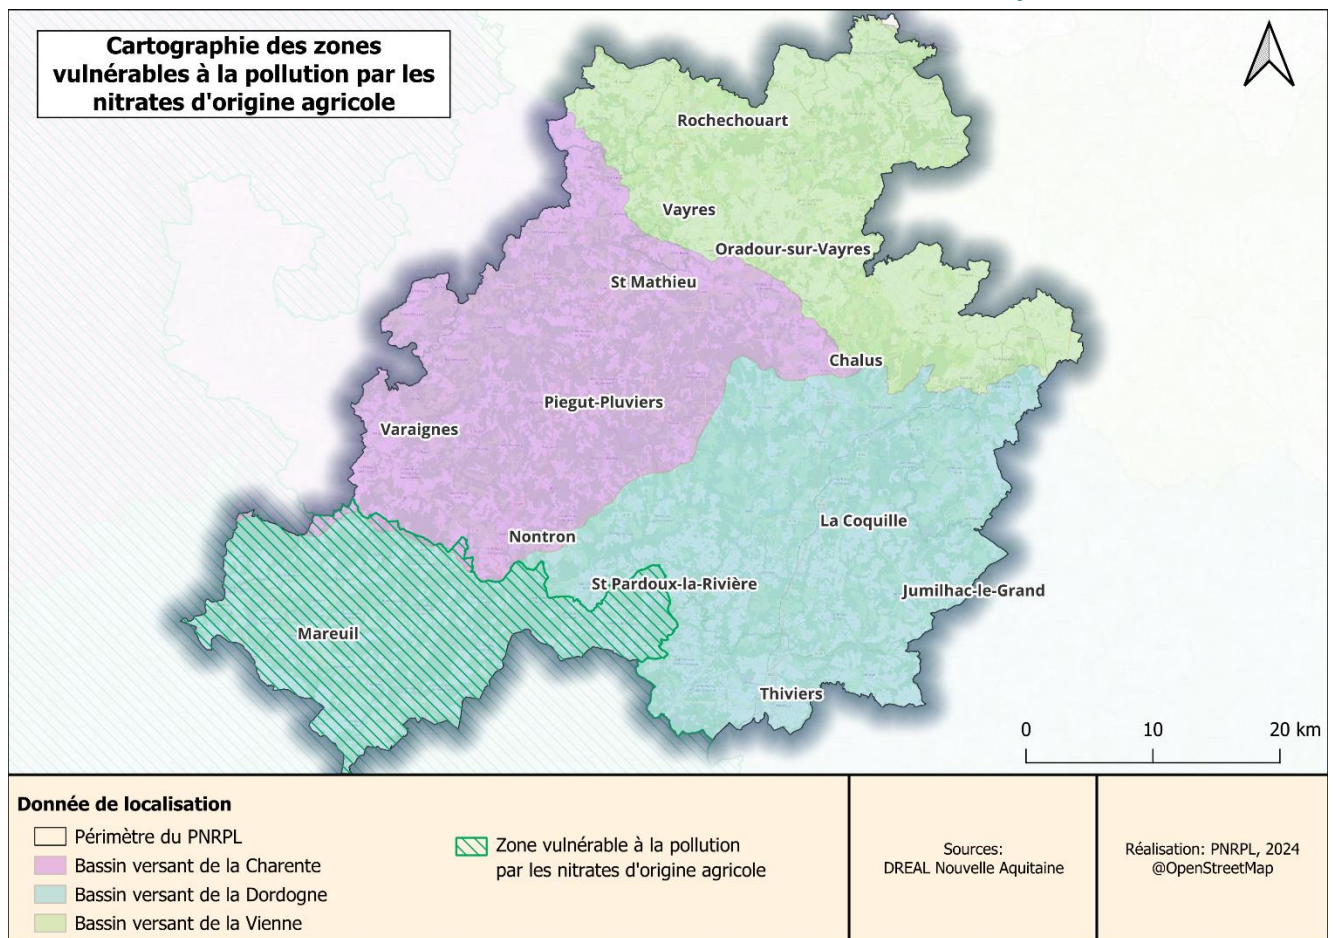 Cartographie des zones
vulnérables à la pollution par les
nitrates d'origine agricole
Rochechouart
Vayres
Oradour-sur-Vayres
St Mathieu
Chalus
Piegut-Pluviers
Varaignes
La Coquille
Nontron
St Pardoux-la-Rivière
Jumilhac-le-Grand
Mareuil
Thiviers
0 10 20 km
Donnée de localisation
Périmètre du PNRPL
Bassin versant de la Charente
Bassin versant de la Dordogne
Bassin versant de la Vienne
Zone vulnérable à la pollution
par les nitrates d'origine agricole
Sources:
DREAL Nouvelle Aquitaine
Réalisation: PNRPL, 2024
@OpenStreetMap